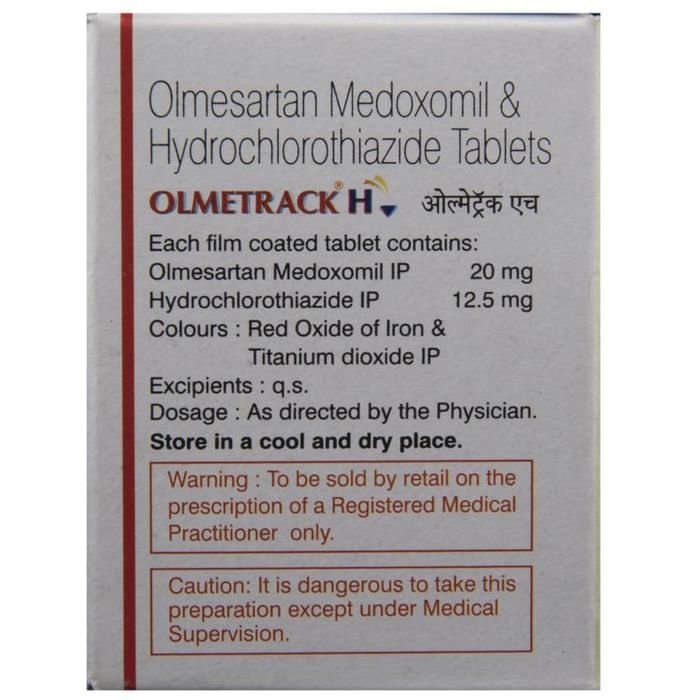 Olmesartan Medoxomil &
Hydrochlorothiazide Tablets
OLMETRACK® H ओल्मेट्रॅक एच
Each film coated tablet contains:
Olmesartan Medoxomil IP 20 mg
Hydrochlorothiazide IP 12.5 mg
Colours : Red Oxide of Iron &
Titanium dioxide IP
Excipients : q.s.
Dosage : As directed by the Physician.
Store in a cool and dry place.
Warning : To be sold by retail on the
prescription of a Registered Medical
Practitioner only.
Caution: It is dangerous to take this
preparation except under Medical
Supervision.